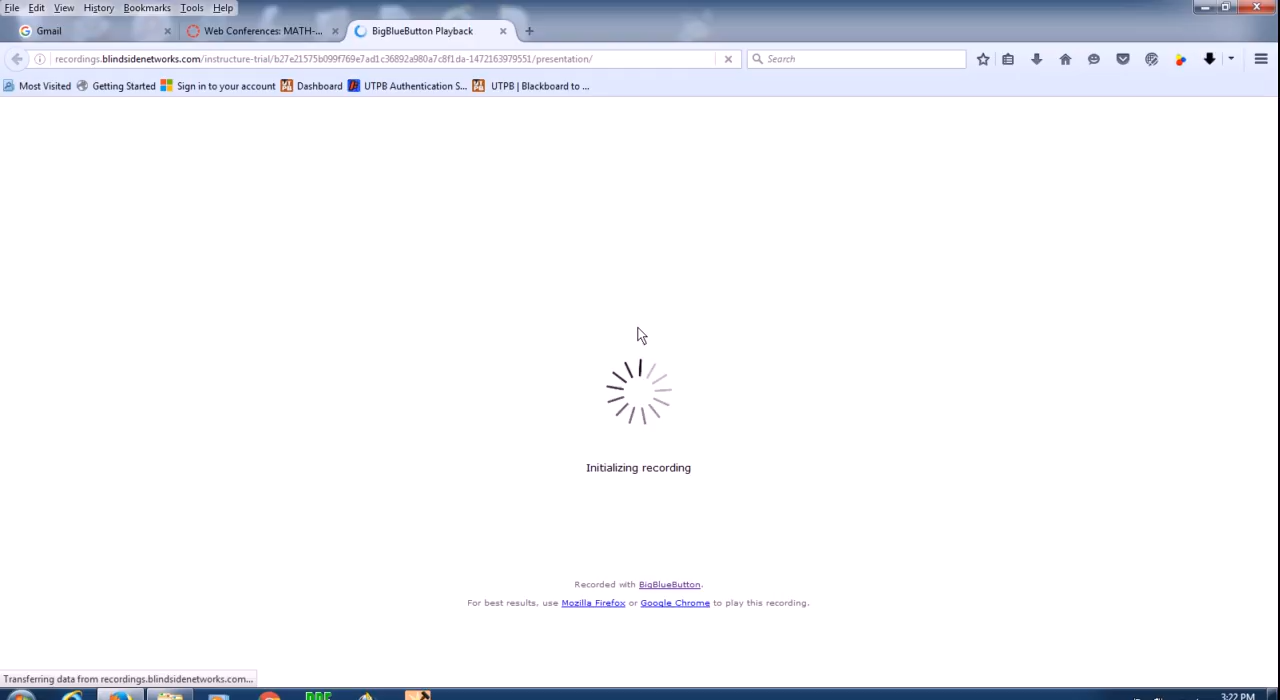 File Edit View History Bookmarks Tools Help
Gmail Web Conferences: MATH-... BigBlueButton Playback
recordings.blindsidenetworks.com/instructure-trial/b27e21575b099f769e7ad1c36892a980a7c8f1da-1472163979551/presentation/ Search
Most Visited Getting Started Sign in to your account Dashboard UTPB Authentication S... UTPB | Blackboard to ...
Initializing recording
Recorded with BigBlueButton.
For best results, use Mozilla Firefox or Google Chrome to play this recording.
Transferring data from recordings.blindsidenetworks.com...
3:22 PM